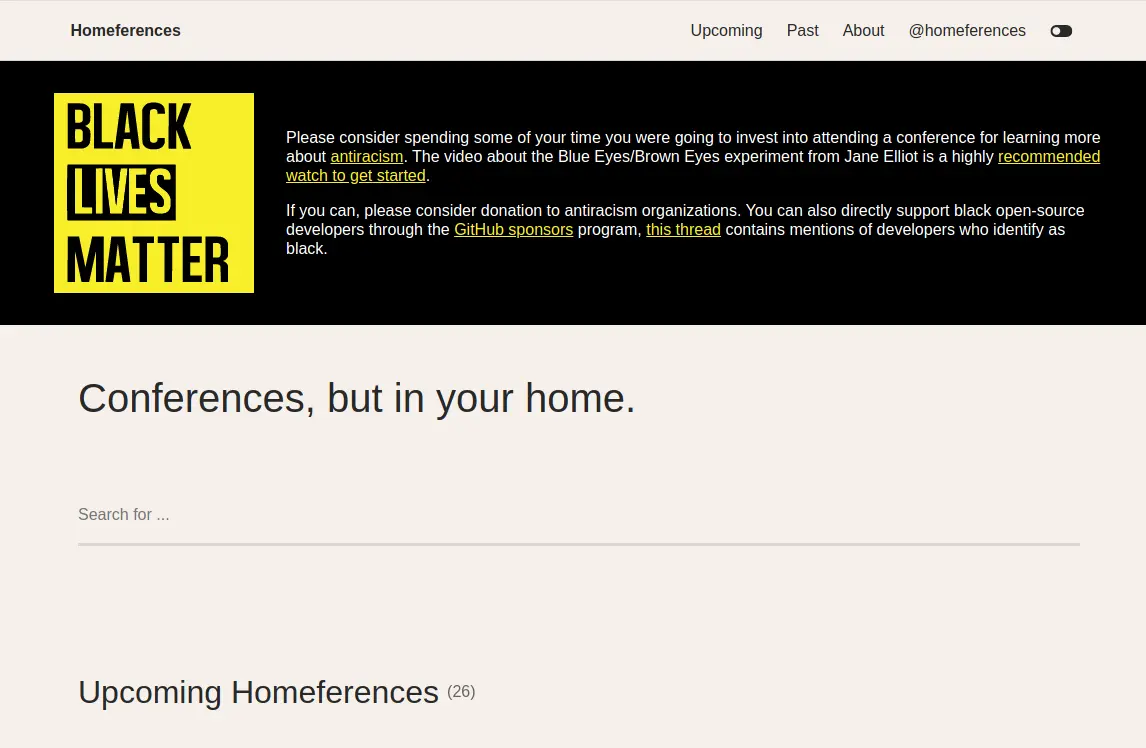 Homeferences
Upcoming Past About @homeferences
BLACK
LIVES
MATTER
Please consider spending some of your time you were going to invest into attending a conference for learning more
about antiracism. The video about the Blue Eyes/Brown Eyes experiment from Jane Elliot is a highly recommended
watch to get started.
If you can, please consider donation to antiracism organizations. You can also directly support black open-source
developers through the GitHub sponsors program, this thread contains mentions of developers who identify as
black.
Conferences, but in your home.
Search for ...
Upcoming Homeferences (26)